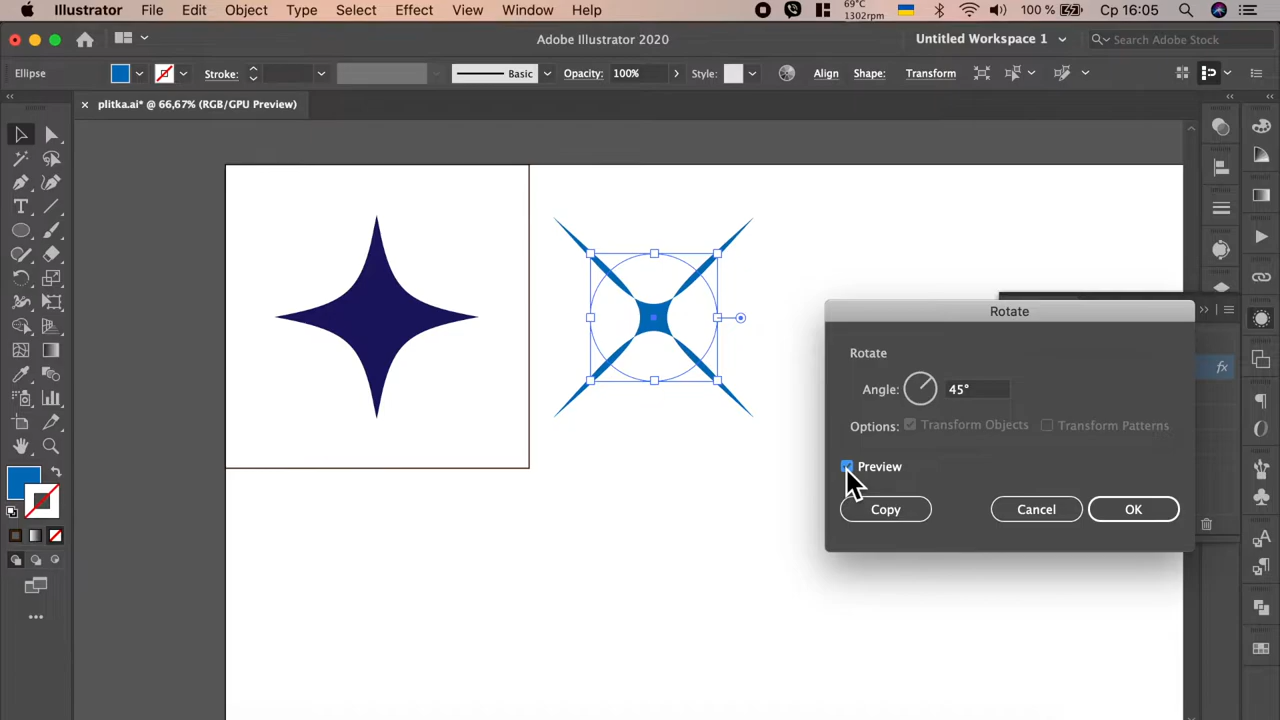 Illustrator File Edit Object Type Select Effect View Window Help 69°C 1302rpm 100 % Ср 16:05
Adobe Illustrator 2020 Untitled Workspace 1 Search Adobe Stock
Ellipse Stroke: Basic Opacity: 100% Style: Align Shape: Transform
× plitka.ai* @ 66,67% (RGB/GPU Preview)
Rotate
Rotate
Angle: 45°
Options: Transform Objects Transform Patterns
Preview
Copy Cancel OK
fx